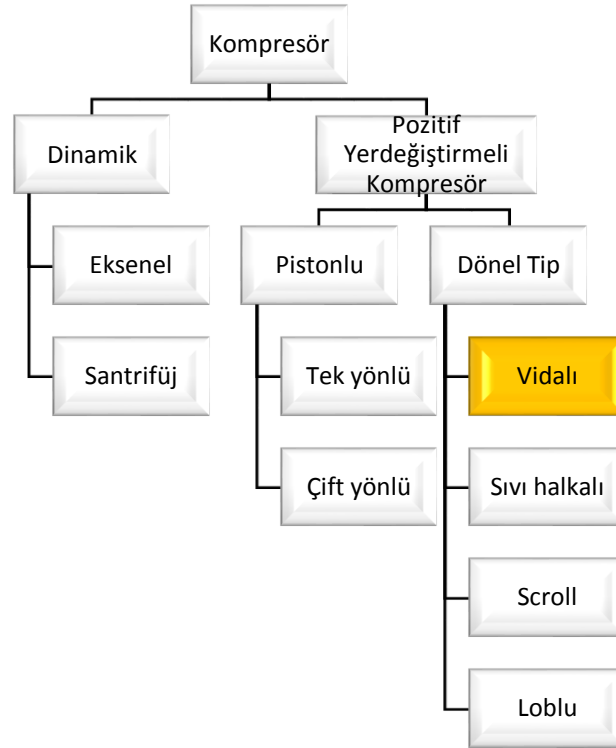 Kompresör
Dinamik
Pozitif
Yerdeğiştirmeli
Kompresör
Eksenel
Pistonlu
Dönel Tip
Santrifüj
Tek yönlü
Vidalı
Çift yönlü
Sıvı halkalı
Scroll
Loblu